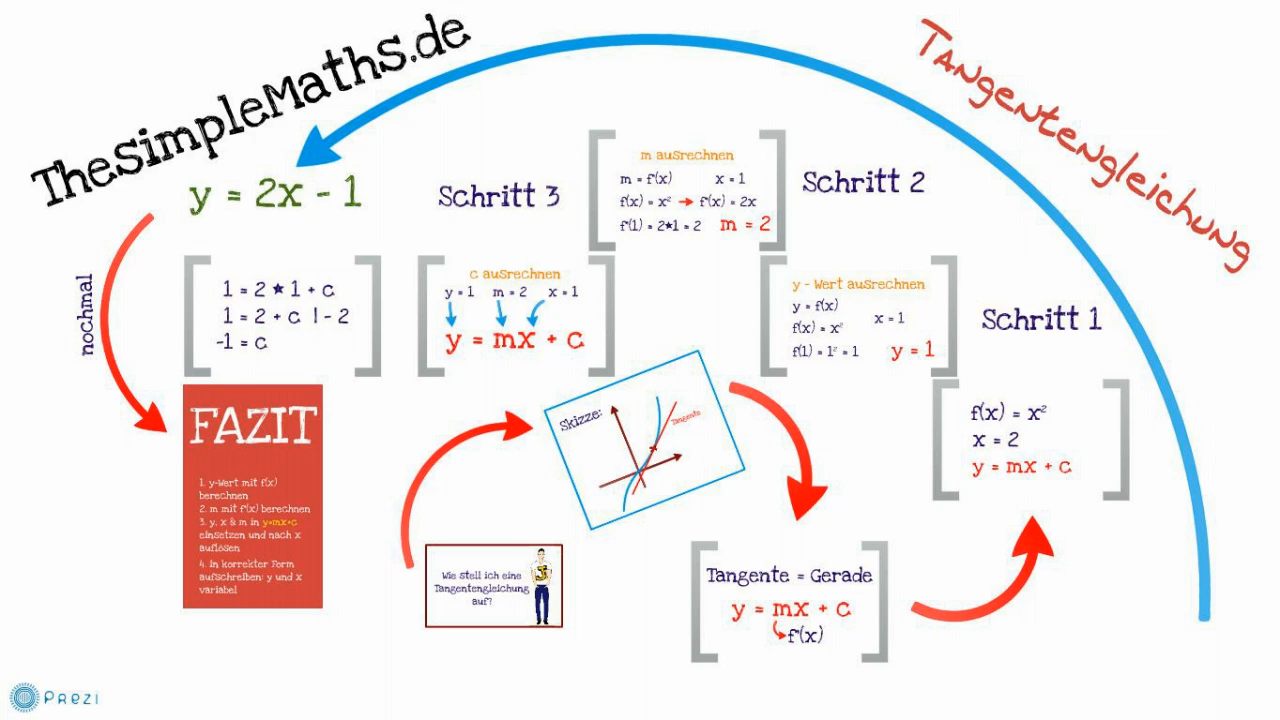 TheSimpleMaths.de
Tangentengleichung
y = 2x - 1
Schritt 3
m ausrechnen
m = f'(x) x = 1
f(x) = x² → f'(x) = 2x
f'(1) = 2*1 = 2 m = 2
Schritt 2
nochmal
1 = 2 * 1 + c
1 = 2 + c | - 2
-1 = c
c ausrechnen
y = 1 m = 2 x = 1
y = mx + c
y - Wert ausrechnen
y = f(x)
x = 1
f(x) = x²
f(1) = 1² = 1 y = 1
Schritt 1
f(x) = x²
x = 2
y = mx + c
FAZIT
1. y-Wert mit f(x)
berechnen
2. m mit f'(x) berechnen
3. y, x & m in y=mx+c
einsetzen und nach x
auflösen
4. In korrekter Form
aufschreiben: y und x
variabel
Skizze:
Tangente
Wie stell ich eine
Tangentengleichung
auf?
Tangente = Gerade
y = mx + c
f'(x)
Prezi